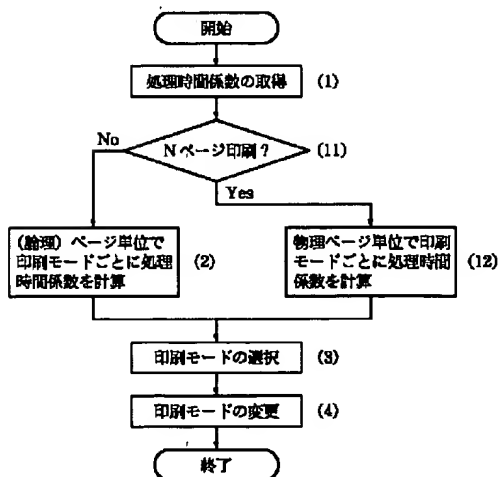 開始
処理時間係数の取得 (1)
Nページ印刷? (11)
No
Yes
(論理)ページ単位で
印刷モードごとに処理
時間係数を計算
(2)
物理ページ単位で印刷
モードごとに処理時間
係数を計算
(12)
印刷モードの選択 (3)
印刷モードの変更 (4)
終了